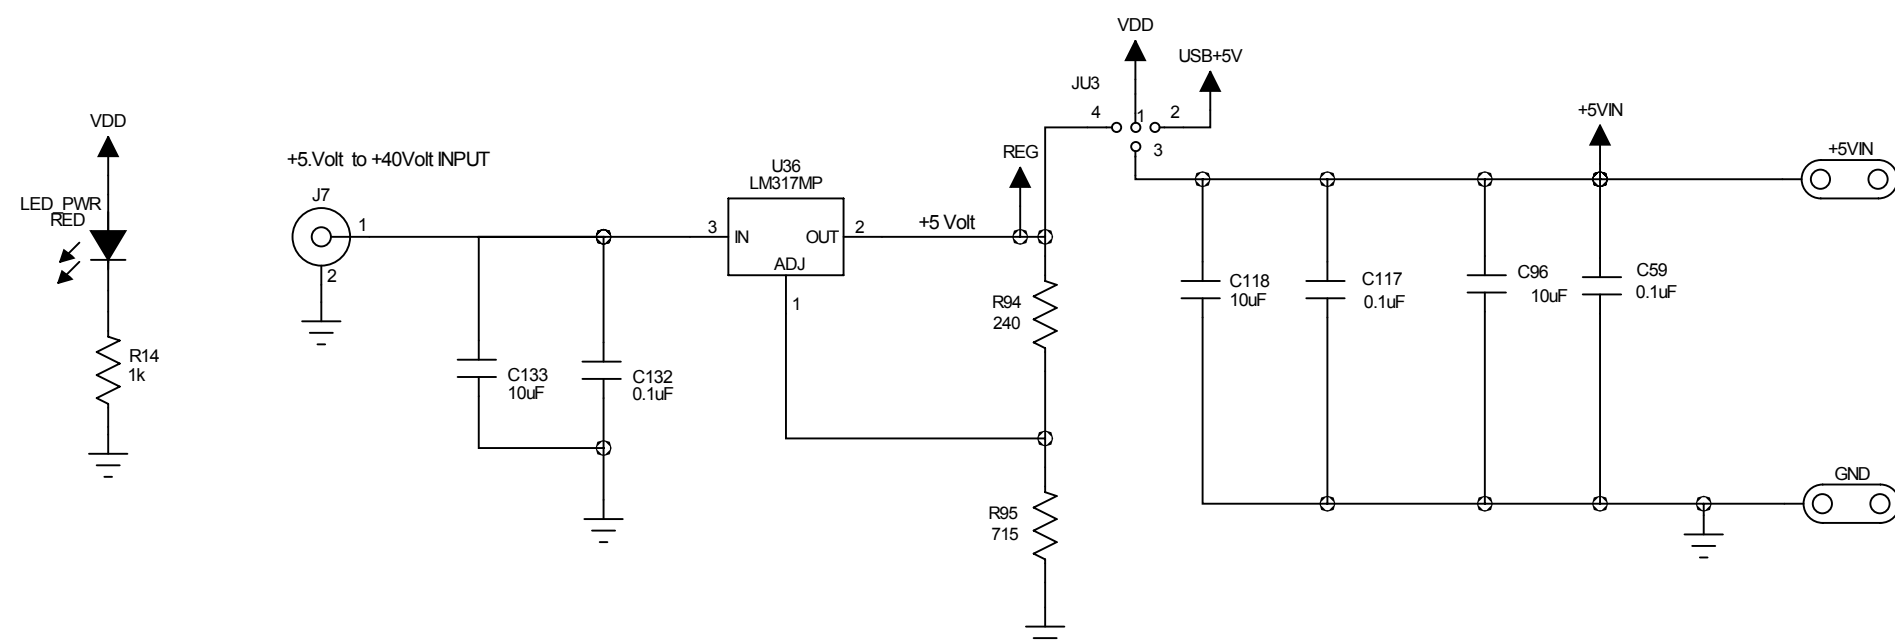 VDD
LED_PWR
RED
R14
1k
+5.Volt to +40Volt INPUT
J7
1
2
C133
10uF
C132
0.1uF
U36
LM317MP
3
IN
OUT
2
ADJ
1
+5 Volt
REG
R94
240
R95
715
VDD
USB+5V
JU3
4
1
2
3
C118
10uF
C117
0.1uF
C96
10uF
+5VIN
C59
0.1uF
+5VIN
GND